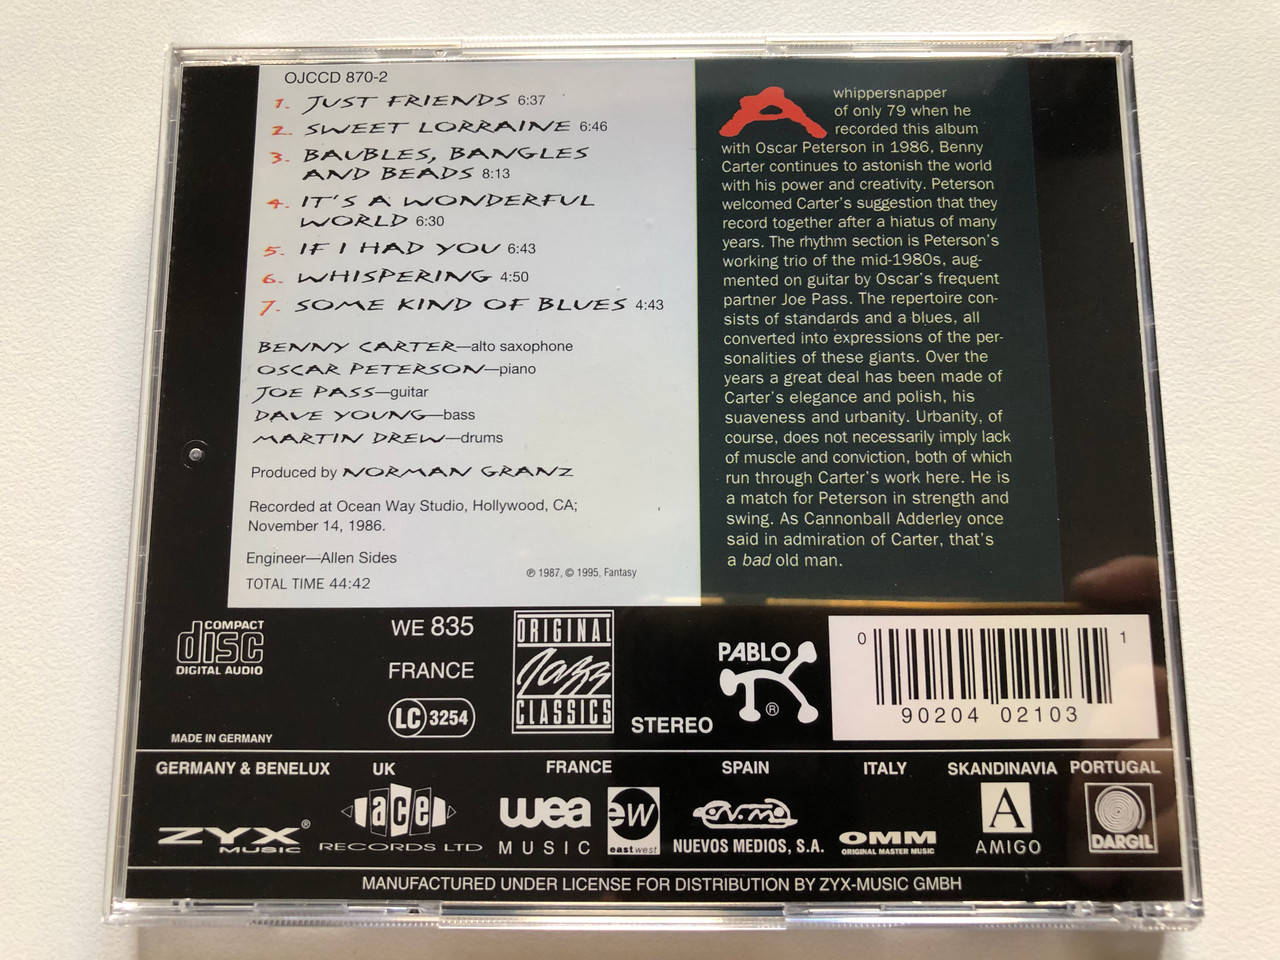 OJCCD 870-2
1. JUST FRIENDS 6:37
2. SWEET LORRAINE 6:46
3. BAUBLES, BANGLES
AND BEADS 8:13
4. IT'S A WONDERFUL
WORLD 6:30
5. IF I HAD YOU 6:43
6. WHISPERING 4:50
7. SOME KIND OF BLUES 4:43
BENNY CARTER—alto saxophone
OSCAR PETERSON—piano
JOE PASS—guitar
DAVE YOUNG—bass
MARTIN DREW—drums
Produced by NORMAN GRANZ
Recorded at Ocean Way Studio, Hollywood, CA;
November 14, 1986.
Engineer—Allen Sides
TOTAL TIME 44:42
℗ 1987, © 1995, Fantasy
A whippersnapper
of only 79 when he
recorded this album
with Oscar Peterson in 1986, Benny
Carter continues to astonish the world
with his power and creativity. Peterson
welcomed Carter's suggestion that they
record together after a hiatus of many
years. The rhythm section is Peterson's
working trio of the mid-1980s, aug-
mented on guitar by Oscar's frequent
partner Joe Pass. The repertoire con-
sists of standards and a blues, all
converted into expressions of the per-
sonalities of these giants. Over the
years a great deal has been made of
Carter's elegance and polish, his
suaveness and urbanity. Urbanity, of
course, does not necessarily imply lack
of muscle and conviction, both of which
run through Carter's work here. He is
a match for Peterson in strength and
swing. As Cannonball Adderley once
said in admiration of Carter, that's
a bad old man.
COMPACT
disc
DIGITAL AUDIO
MADE IN GERMANY
WE 835
FRANCE
LC 3254
ORIGINAL
Jazz
CLASSICS
STEREO
PABLO
®
0 90204 02103 1
GERMANY & BENELUX
ZYX®
MUSIC
UK
ace
RECORDS LTD
FRANCE
wea
MUSIC
ew
eastwest
SPAIN
NUEVOS MEDIOS, S.A.
ITALY
OMM
ORIGINAL MASTER MUSIC
SKANDINAVIA
A
AMIGO
PORTUGAL
DARGIL
MANUFACTURED UNDER LICENSE FOR DISTRIBUTION BY ZYX-MUSIC GMBH